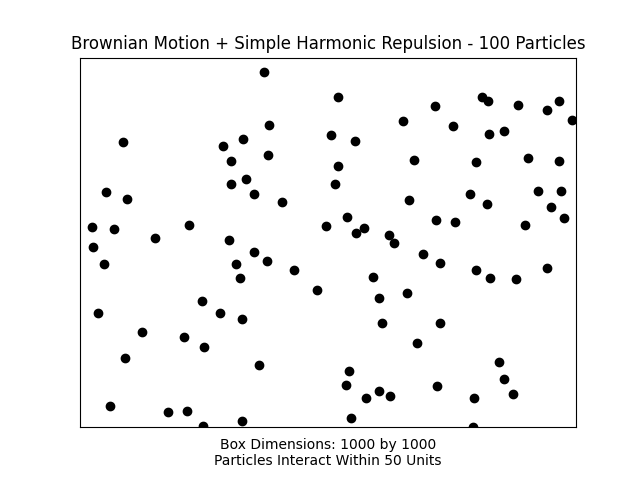 Brownian Motion + Simple Harmonic Repulsion - 100 Particles
Box Dimensions: 1000 by 1000
Particles Interact Within 50 Units